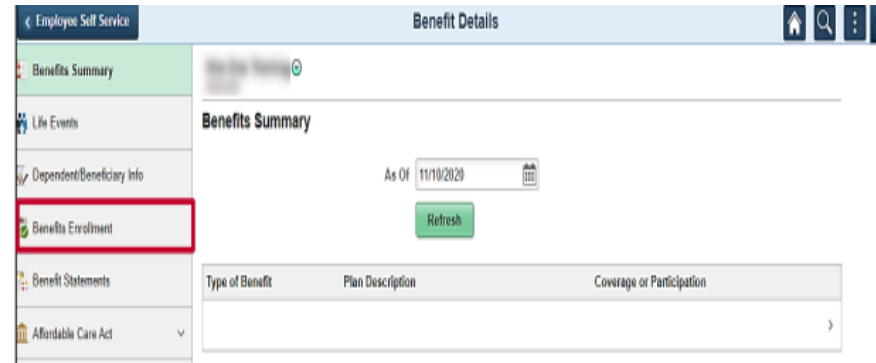 Employee Self Service
Benefit Details
Benefits Summary
Life Events
Dependent/Beneficiary Info
Benefits Enrollment
Benefit Statements
Affordable Care Act
Benefits Summary
As Of 11/10/2020
Refresh
Type of Benefit Plan Description Coverage or Participation